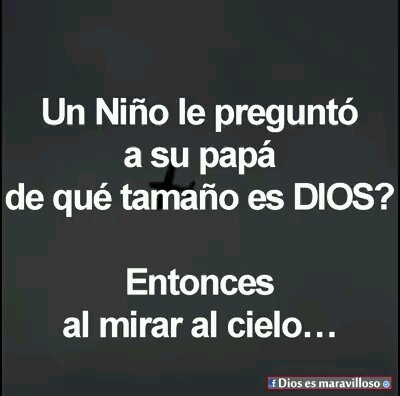 Un Niño le preguntó
a su papá
de qué tamaño es DIOS?
Entonces
al mirar al cielo...
f Dios es maravilloso